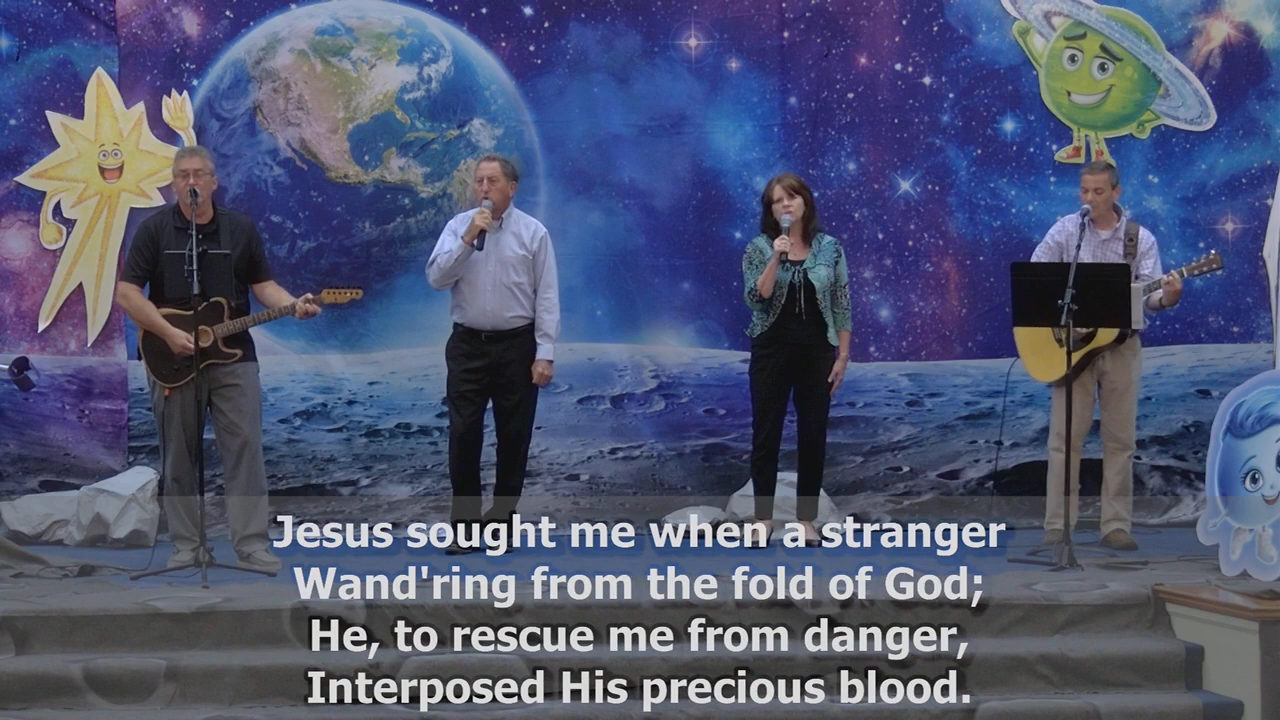 Jesus sought me when a stranger
Wand'ring from the fold of God;
He, to rescue me from danger,
Interposed His precious blood.